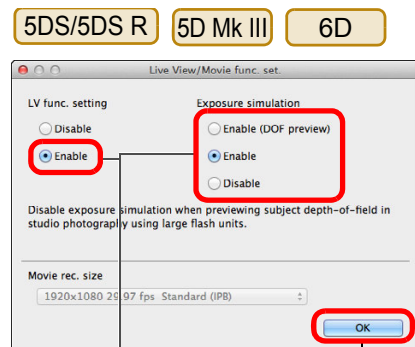 5DS/5DS R 5D Mk III 6D
Live View/Movie func. set.
LV func. setting Exposure simulation
Disable Enable (DOF preview)
Enable Enable
Disable
Disable exposure simulation when previewing subject depth-of-field in
studio photography using large flash units.
Movie rec. size
1920x1080 29.97 fps Standard (IPB)
OK